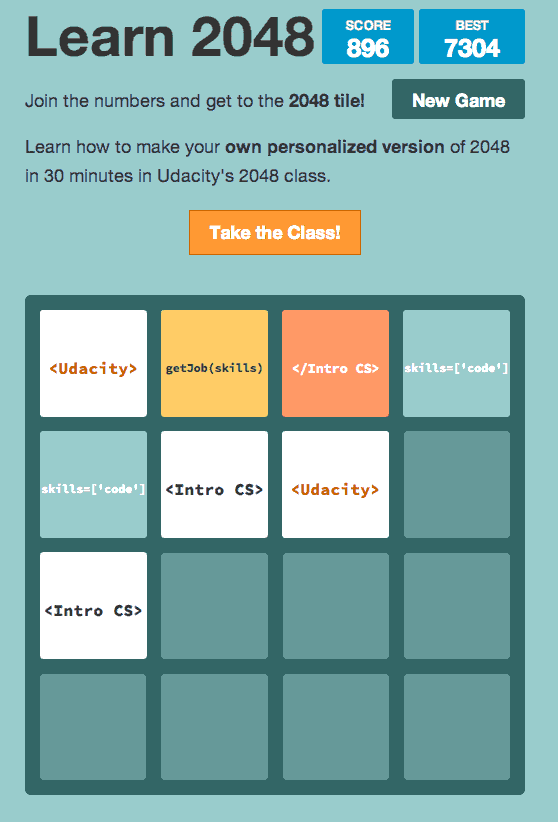 Learn 2048
SCORE
896
BEST
7304
Join the numbers and get to the 2048 tile!
New Game
Learn how to make your own personalized version of 2048
in 30 minutes in Udacity's 2048 class.
Take the Class!
<Udacity>
getJob(skills)
</Intro CS>
skills=['code']
skills=['code']
<Intro CS>
<Udacity>
<Intro CS>